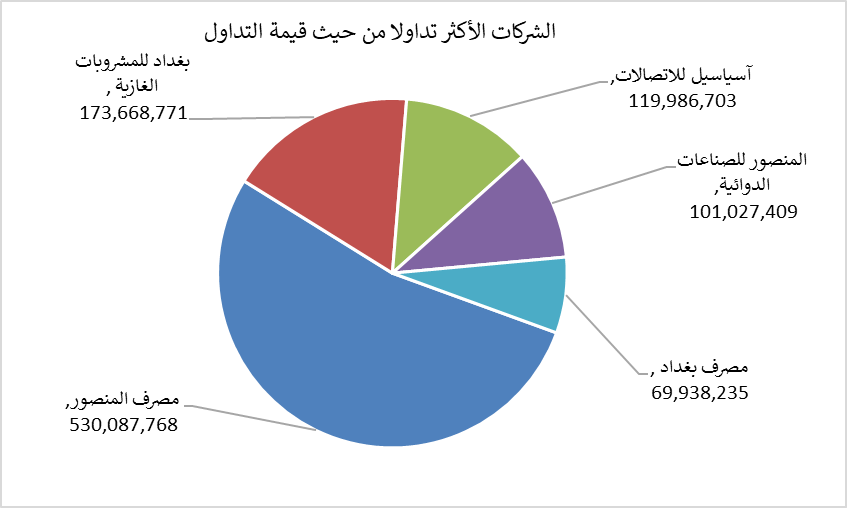 الشركات الأكثر تداولا من حيث قيمة التداول
آسياسيل للاتصالات,
119,986,703
المنصور للصناعات
الدوائية,
101,027,409
مصرف بغداد ,
69,938,235
مصرف المنصور,
530,087,768
بغداد للمشروبات
الغازية ,
173,668,771